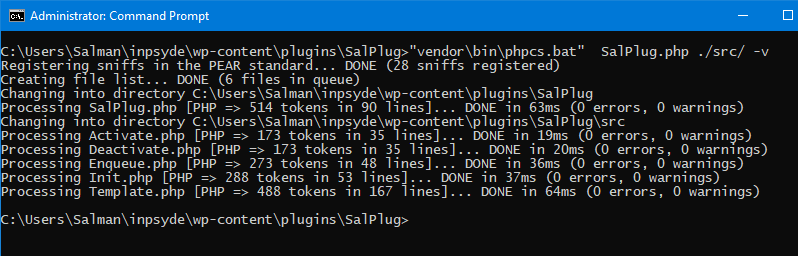 Administrator: Command Prompt
C:\Users\Salman\inpsyde\wp-content\plugins\SalPlug>"vendor\bin\phpcs.bat"  SalPlug.php ./src/ -v
Registering sniffs in the PEAR standard... DONE (28 sniffs registered)
Creating file list... DONE (6 files in queue)
Changing into directory C:\Users\Salman\inpsyde\wp-content\plugins\SalPlug
Processing SalPlug.php [PHP => 514 tokens in 90 lines]... DONE in 63ms (0 errors, 0 warnings)
Changing into directory C:\Users\Salman\inpsyde\wp-content\plugins\SalPlug\src
Processing Activate.php [PHP => 173 tokens in 35 lines]... DONE in 19ms (0 errors, 0 warnings)
Processing Deactivate.php [PHP => 173 tokens in 35 lines]... DONE in 20ms (0 errors, 0 warnings)
Processing Enqueue.php [PHP => 273 tokens in 48 lines]... DONE in 36ms (0 errors, 0 warnings)
Processing Init.php [PHP => 288 tokens in 53 lines]... DONE in 37ms (0 errors, 0 warnings)
Processing Template.php [PHP => 488 tokens in 167 lines]... DONE in 64ms (0 errors, 0 warnings)
C:\Users\Salman\inpsyde\wp-content\plugins\SalPlug>